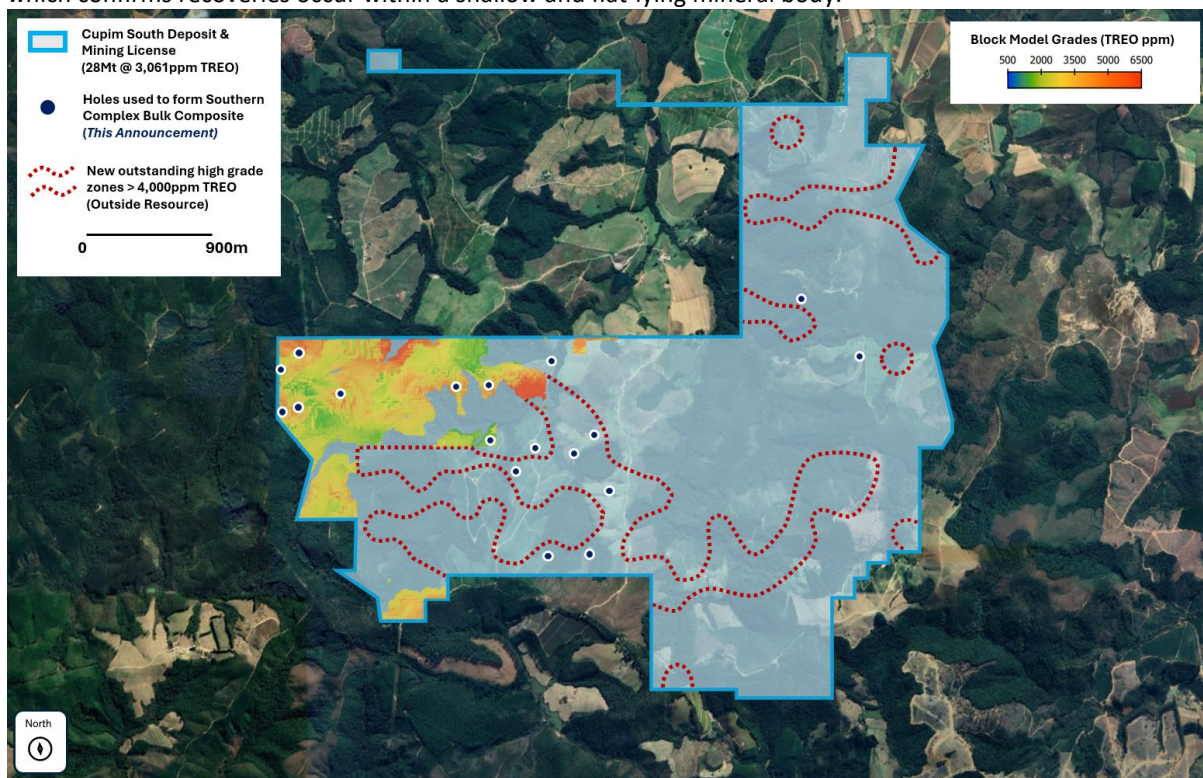 which confirms recoveries occur within a shallow and flat-lying mineral body.
Cupim South Deposit &
Mining License
(28Mt @ 3,061ppm TREO)
Holes used to form Southern
Complex Bulk Composite
(This Announcement)
New outstanding high grade
zones > 4,000ppm TREO
(Outside Resource)
0 900m
Block Model Grades (TREO ppm)
500 2000 3500 5000 6500
North